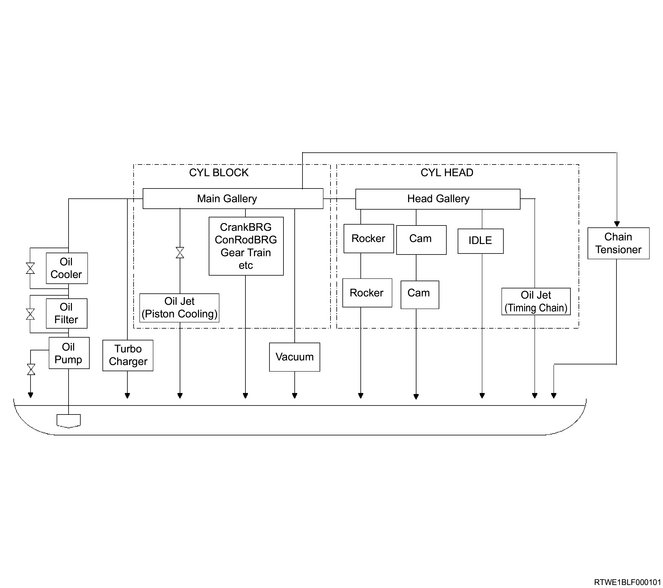 CYL BLOCK
CYL HEAD
Main Gallery
Head Gallery
CrankBRG
ConRodBRG
Gear Train
etc
Rocker
Cam
IDLE
Chain
Tensioner
Oil
Cooler
Rocker
Cam
Oil Jet
(Piston Cooling)
Oil Jet
(Timing Chain)
Oil
Filter
Oil
Pump
Turbo
Charger
Vacuum
RTWE1BLF000101